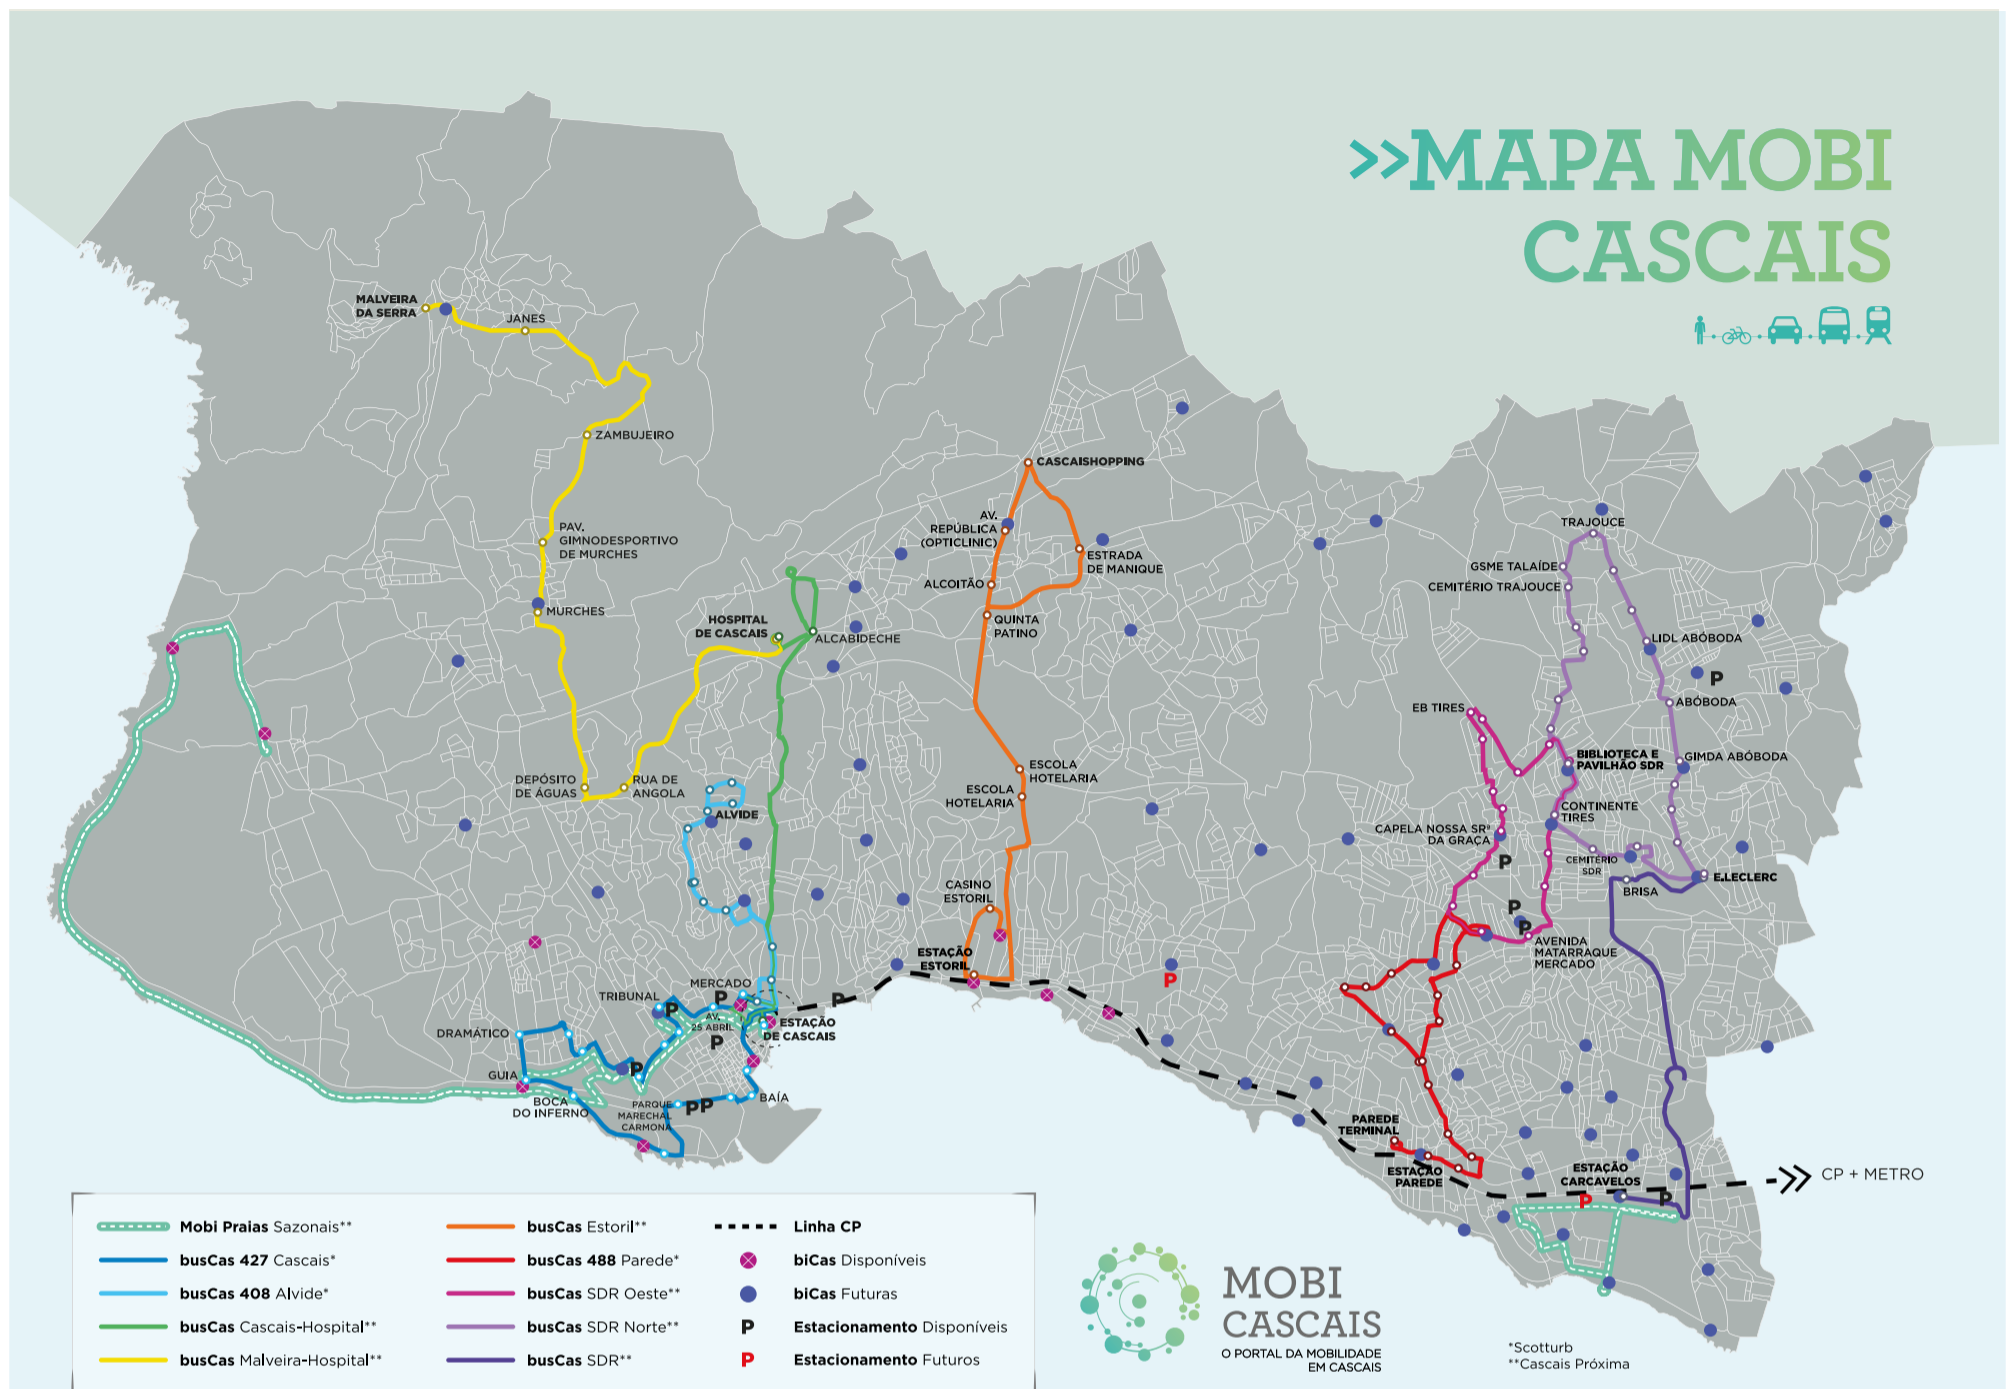 >>MAPA MOBI
CASCAIS
MALVEIRA
DA SERRA
JANES
ZAMBUJEIRO
PAV.
GIMNODESPORTIVO
DE MURCHES
MURCHES
HOSPITAL
DE CASCAIS
ALCABIDECHE
DEPÓSITO
DE ÁGUAS
RUA DE
ANGOLA
ALVIDE
CASCAISHOPPING
AV.
REPÚBLICA
(OPTICLINIC)
ESTRADA
DE MANIQUE
ALCOITÃO
QUINTA
PATINO
ESCOLA
HOTELARIA
ESCOLA
HOTELARIA
CASINO
ESTORIL
ESTAÇÃO
ESTORIL
MERCADO
TRIBUNAL
P
P
P
AV.
25 ABRIL
P
ESTAÇÃO
DE CASCAIS
DRAMÁTICO
GUIA
P
BOCA
DO INFERNO
PARQUE
MARECHAL
CARMONA
PP
BAÍA
TRAJOUCE
GSME TALAÍDE
CEMITÉRIO TRAJOUCE
LIDL ABÓBODA
P
ABÓBODA
EB TIRES
BIBLIOTECA E
PAVILHÃO SDR
GIMDA ABÓBODA
CONTINENTE
TIRES
CAPELA NOSSA SRª
DA GRAÇA
P
CEMITÉRIO
SDR
E.LECLERC
BRISA
P
P
AVENIDA
MATARRAQUE
MERCADO
P
PAREDE
TERMINAL
ESTAÇÃO
PAREDE
ESTAÇÃO
CARCAVELOS
P
P
CP + METRO
Mobi Praias Sazonais**
busCas 427 Cascais*
busCas 408 Alvide*
busCas Cascais-Hospital**
busCas Malveira-Hospital**
busCas Estoril**
busCas 488 Parede*
busCas SDR Oeste**
busCas SDR Norte**
busCas SDR**
Linha CP
biCas Disponíveis
biCas Futuras
P Estacionamento Disponíveis
P Estacionamento Futuros
MOBI
CASCAIS
O PORTAL DA MOBILIDADE
EM CASCAIS
*Scotturb
**Cascais Próxima